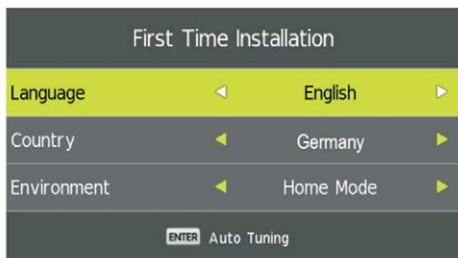 First Time Installation
Language English
Country Germany
Environment Home Mode
ENTER Auto Tuning